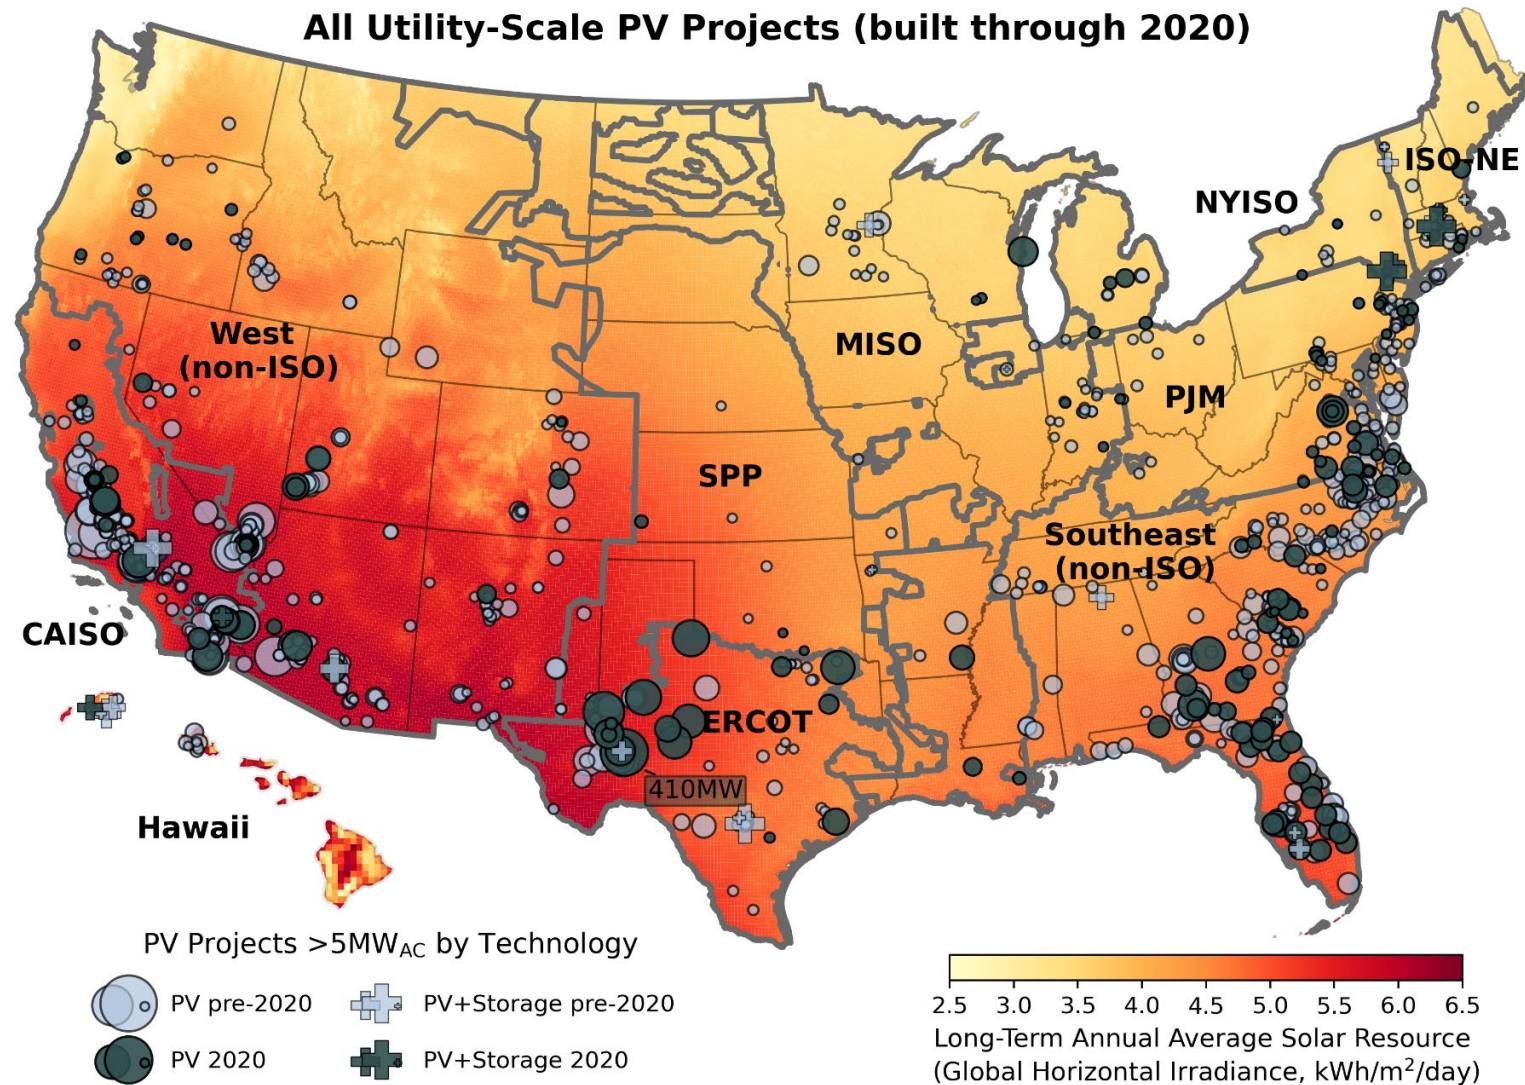 All Utility-Scale PV Projects (built through 2020)
ISO-NE
NYISO
West
(non-ISO)
MISO
PJM
SPP
Southeast
(non-ISO)
CAISO
ERCOT
410MW
Hawaii
PV Projects >5MW_AC by Technology
PV pre-2020
PV+Storage pre-2020
PV 2020
PV+Storage 2020
2.5 3.0 3.5 4.0 4.5 5.0 5.5 6.0 6.5
Long-Term Annual Average Solar Resource
(Global Horizontal Irradiance, kWh/m²/day)